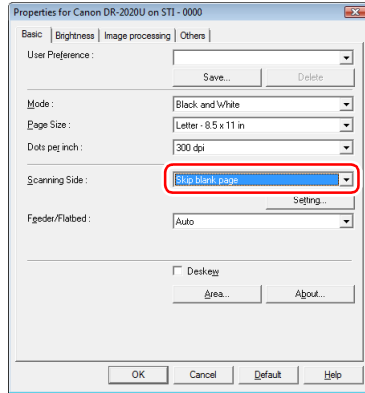 Properties for Canon DR-2020U on STI - 0000
Basic Brightness Image processing Others
User Preference :
Save... Delete
Mode : Black and White
Page Size : Letter - 8.5 x 11 in
Dots per inch : 300 dpi
Scanning Side : Skip blank page
Setting...
Feeder/Flatbed : Auto
Deskew
Area... About...
OK Cancel Default Help